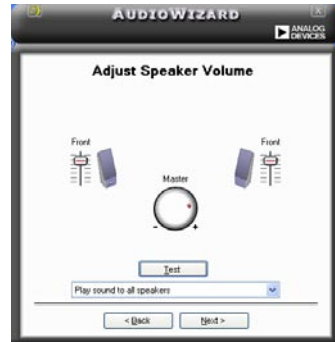 AUDIOWIZARD
ANALOG
DEVICES
Adjust Speaker Volume
Front
Front
Master
- +
Test
Play sound to all speakers
< Back
Next >